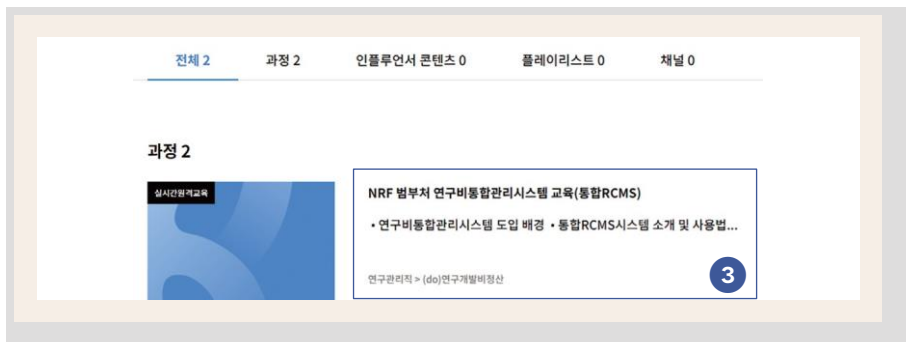 전체 2 과정 2 인플루언서 콘텐츠 0 플레이리스트 0 채널 0
과정 2
실시간원격교육
NRF 범부처 연구비통합관리시스템 교육(통합RCMS)
• 연구비통합관리시스템 도입 배경 • 통합RCMS시스템 소개 및 사용법...
연구관리직 > (do)연구개발비정산
3